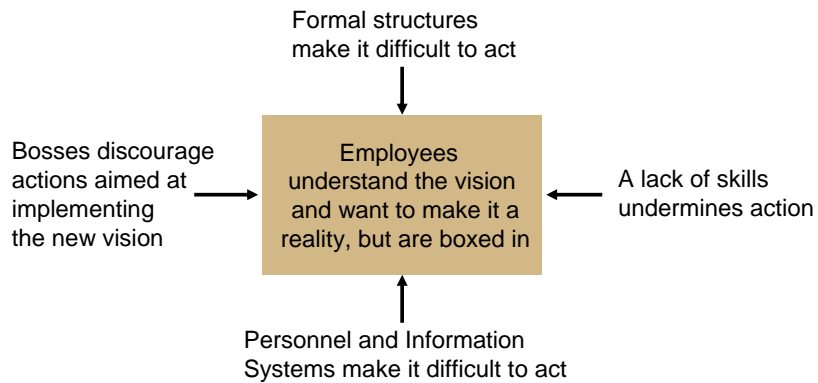 Formal structures
make it difficult to act
Bosses discourage
actions aimed at
implementing
the new vision
Employees
understand the vision
and want to make it a
reality, but are boxed in
A lack of skills
undermines action
Personnel and Information
Systems make it difficult to act